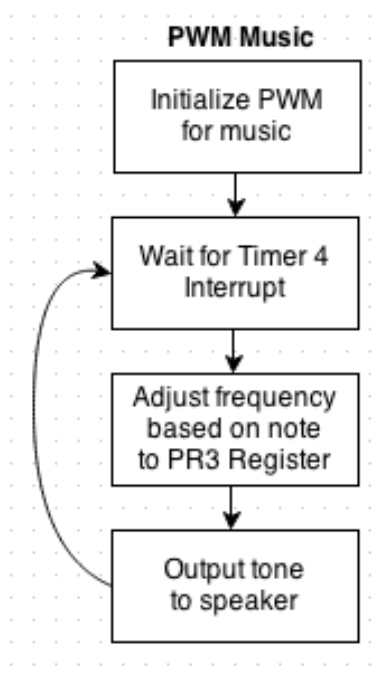 PWM Music
Initialize PWM
for music
Wait for Timer 4
Interrupt
Adjust frequency
based on note
to PR3 Register
Output tone
to speaker